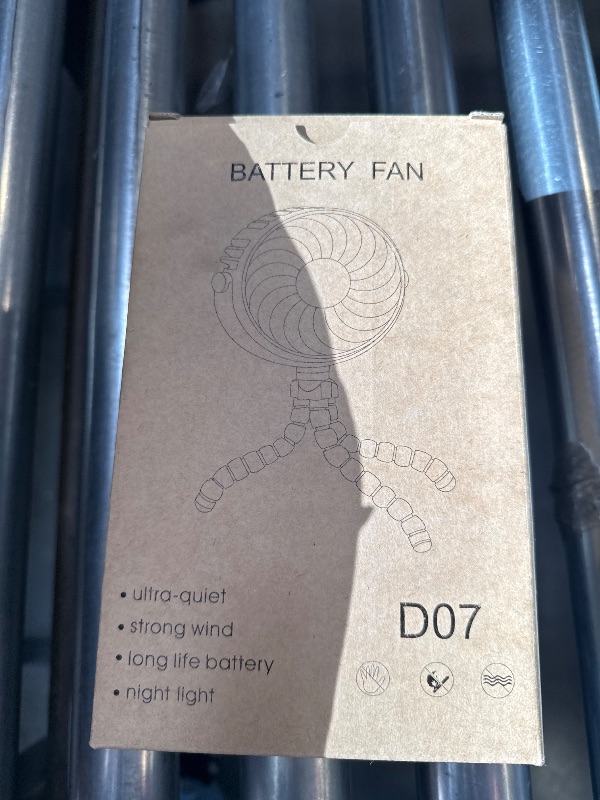 BATTERY FAN
• ultra-quiet
• strong wind
• long life battery
• night light
D07